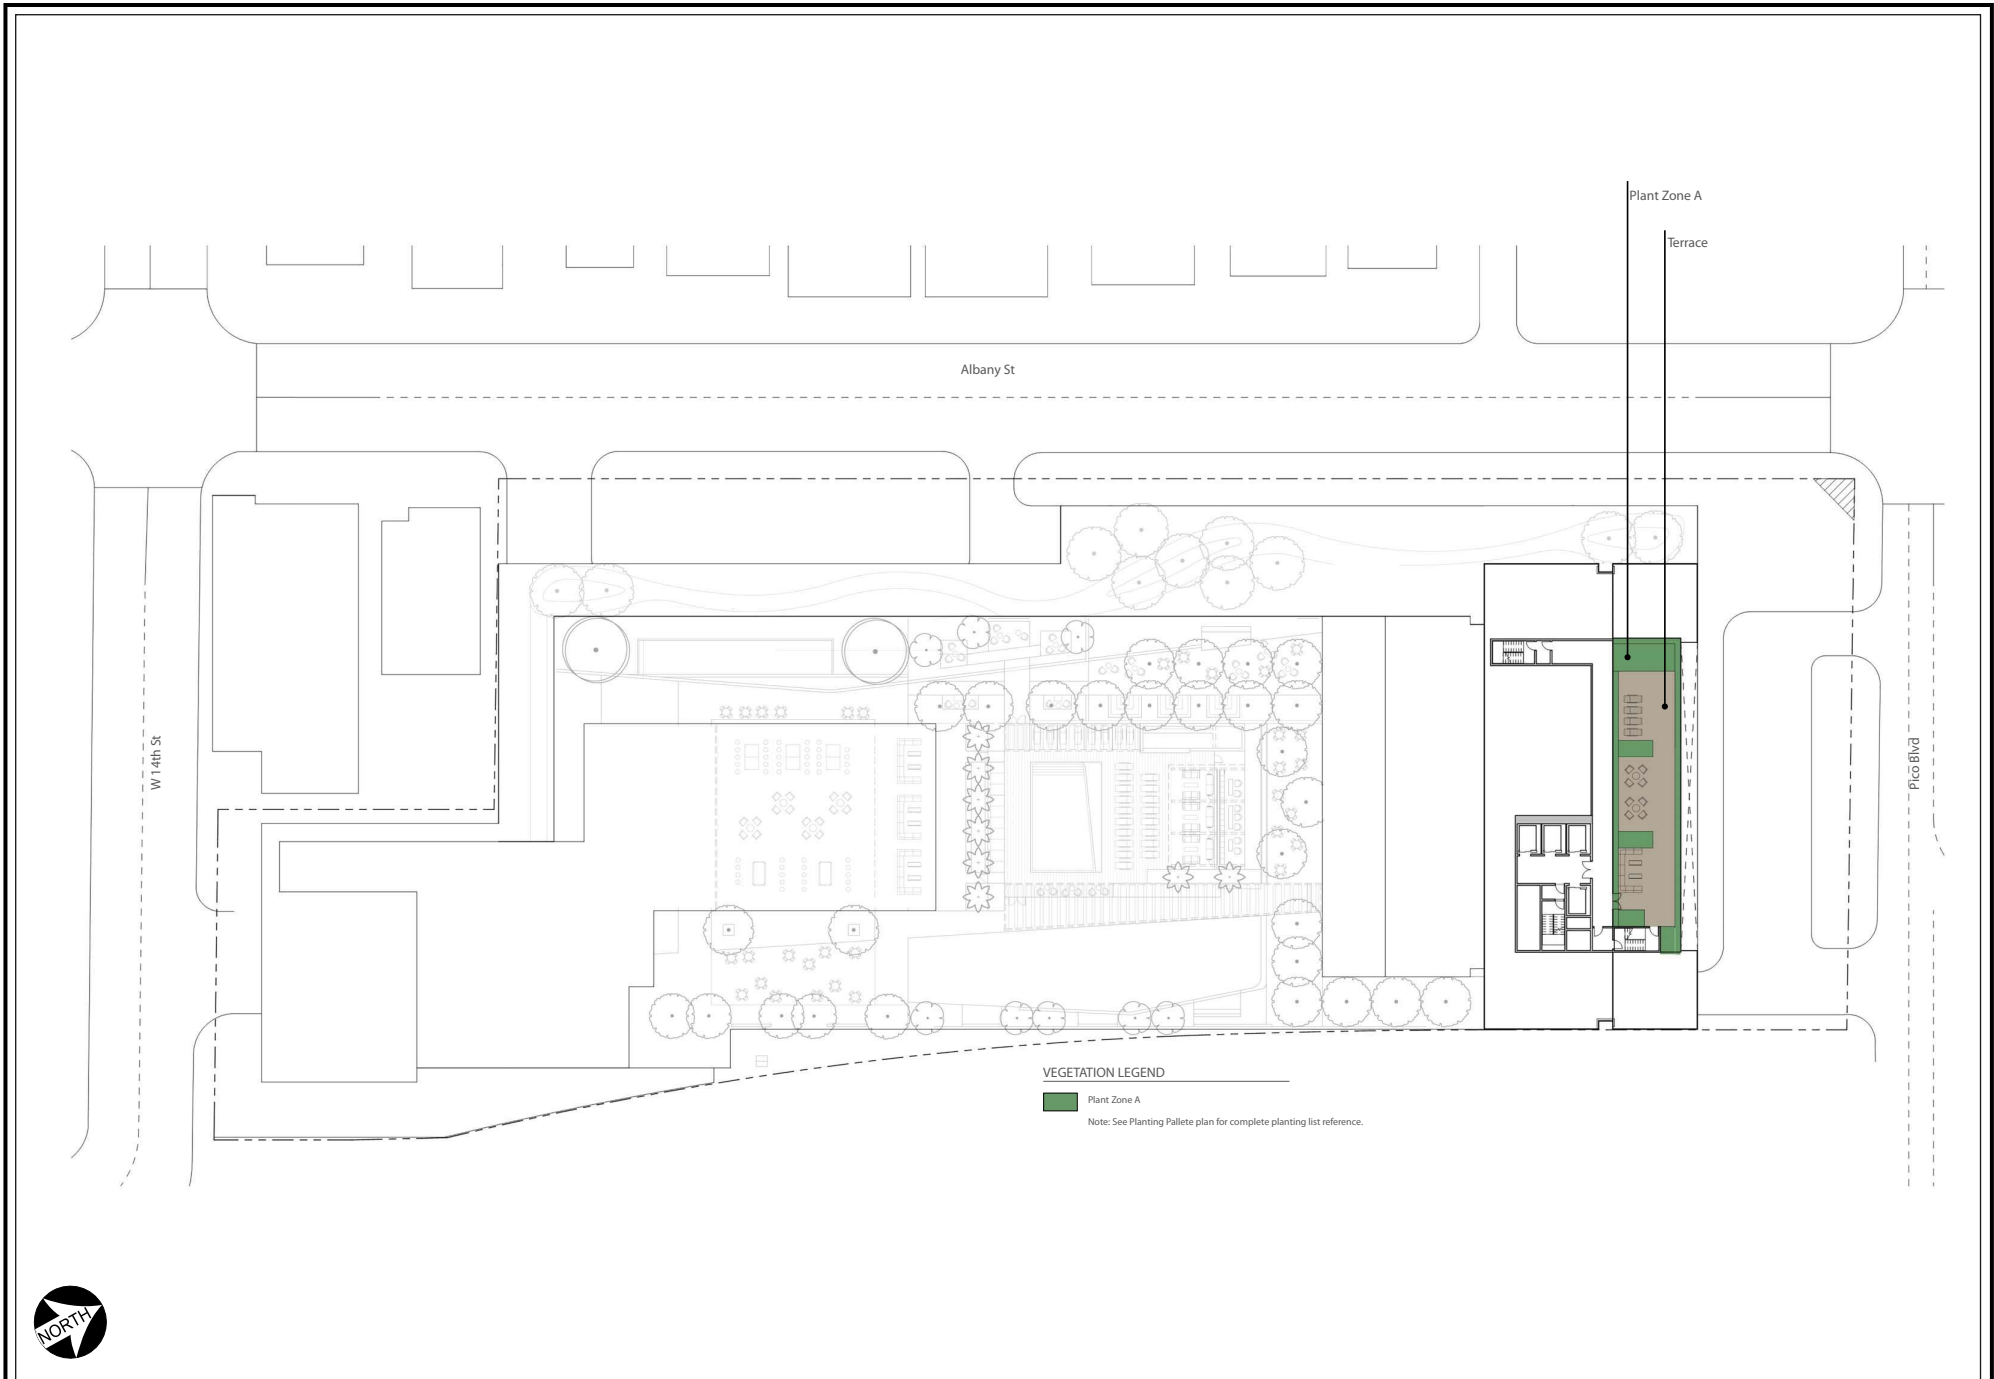 Plant Zone A
Terrace
Albany St
W 14th St
Pico Blvd
VEGETATION LEGEND
Plant Zone A
Note: See Planting Pallete plan for complete planting list reference.
NORTH